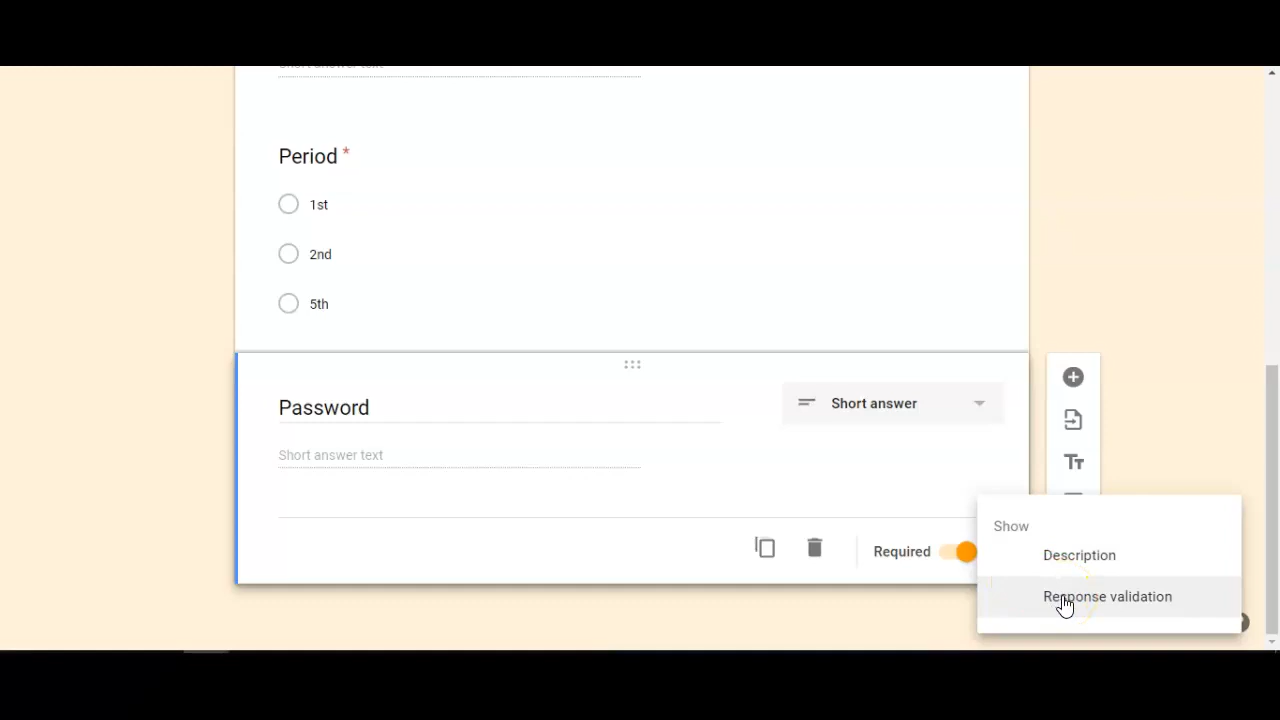 Period *
1st
2nd
5th
Password
Short answer
Short answer text
Required
Show
Description
Response validation